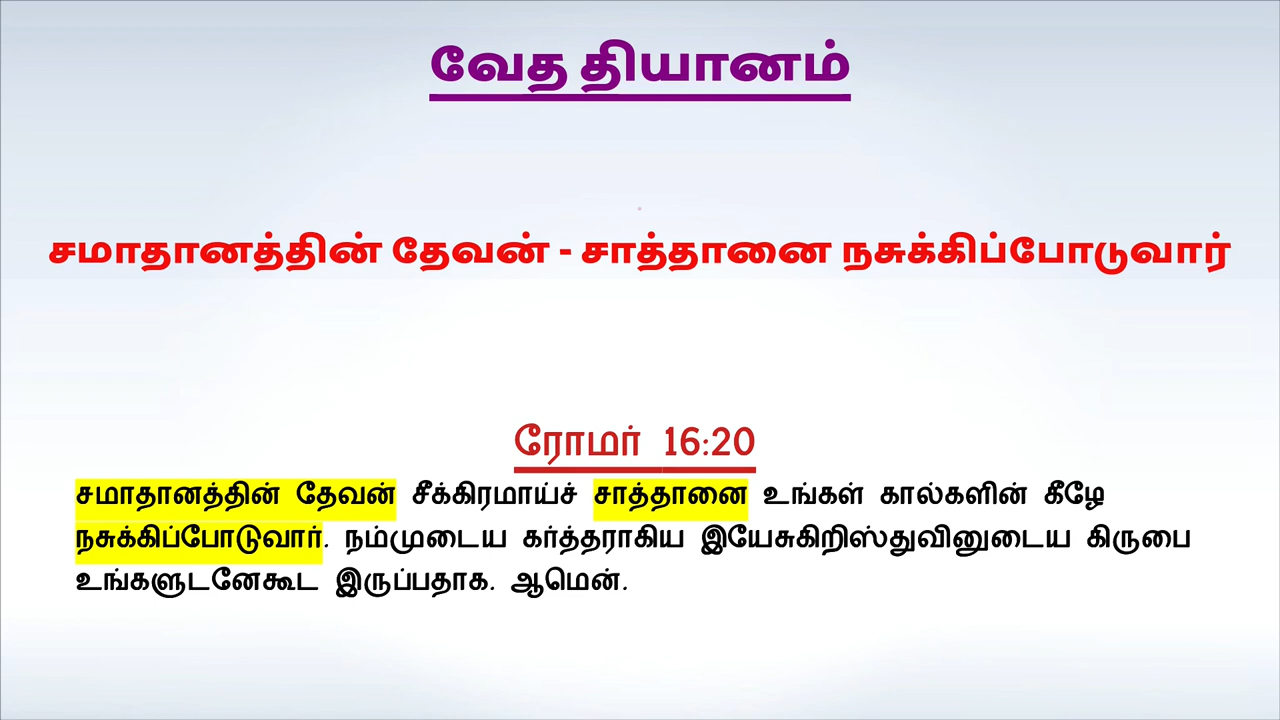 வேத தியானம்
சமாதானத்தின் தேவன் - சாத்தானை நசுக்கிப்போடுவார்
ரோமர் 16:20
சமாதானத்தின் தேவன் சீக்கிரமாய்ச் சாத்தானை உங்கள் கால்களின் கீழே
நசுக்கிப்போடுவார். நம்முடைய கர்த்தராகிய இயேசுகிறிஸ்துவினுடைய கிருபை
உங்களுடனேகூட இருப்பதாக. ஆமென்.